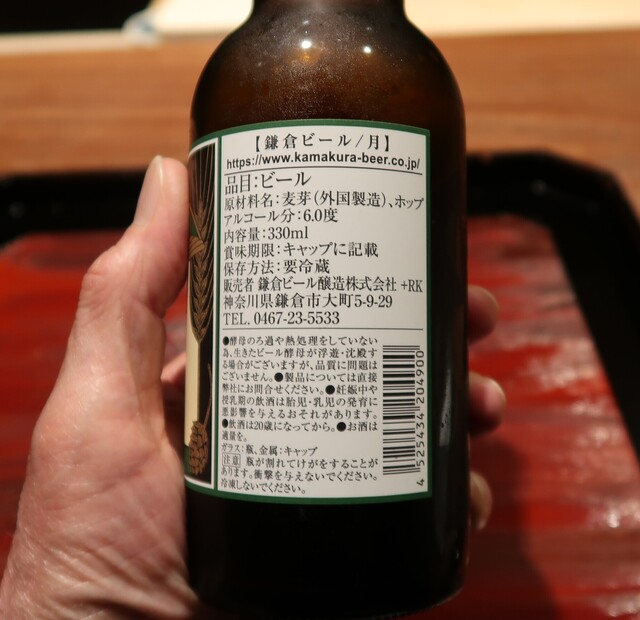 【鎌倉ビール/月】
https://www.kamakura-beer.co.jp/
品目:ビール
原材料名:麦芽(外国製造)、ホップ
アルコール分:6.0度
内容量:330ml
賞味期限:キャップに記載
保存方法:要冷蔵
販売者 鎌倉ビール醸造株式会社 +RK
神奈川県鎌倉市大町5-9-29
TEL. 0467-23-5533
●酵母のろ過や熱処理をしていない
為、生きたビール酵母が浮遊・沈殿す
る場合がございますが、品質に問題は
ございません。●製品については直接
弊社にお問合せください。●妊娠中や
授乳期の飲酒は胎児・乳児の発育に
悪影響を与えるおそれがあります。
●飲酒は20歳になってから。●お酒は
適量を。
ガラス:瓶、金属:キャップ
注意 瓶が割れてけがをすることが
あります。衝撃を与えないでください。
冷凍しないでください。
4 525434 204900